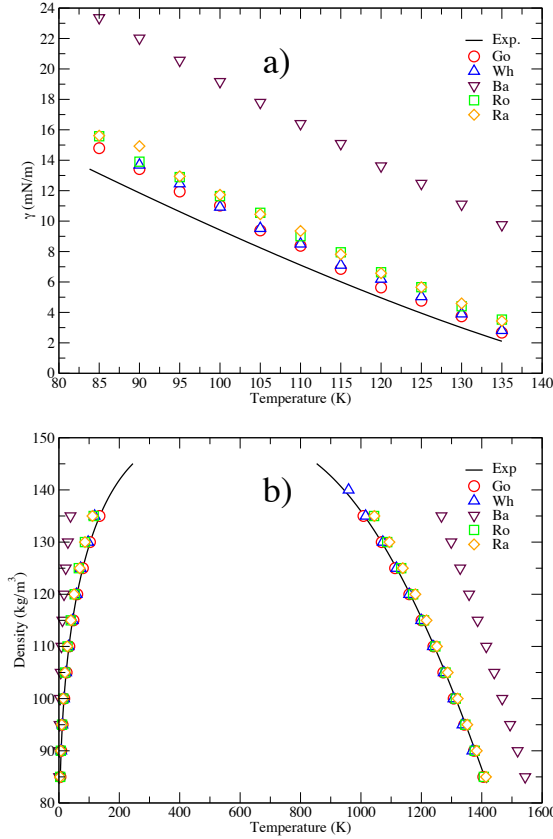 24
22
20
18
16
14
12
10
8
6
4
2
0
γ (mN/m)
a)
Exp.
Go
Wh
Ba
Ro
Ra
80 85 90 95 100 105 110 115 120 125 130 135 140
Temperature (K)
150
140
130
120
110
100
90
80
Density (kg/m³)
b)
Exp
Go
Wh
Ba
Ro
Ra
0 200 400 600 800 1000 1200 1400 1600
Temperature (K)